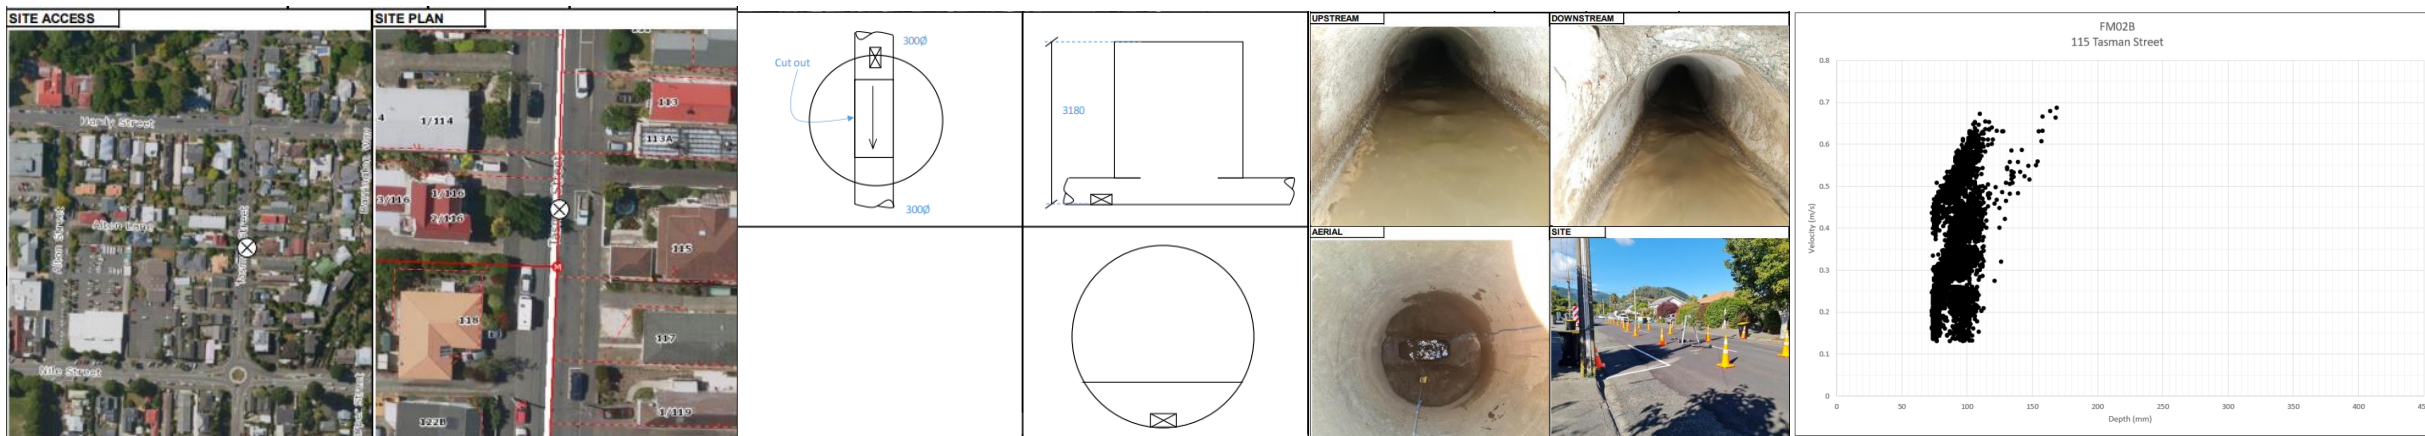 SITE ACCESS
Hardy Street
Alton Street
Alton Lane
Tasman Street
Nile Street
SITE PLAN
4
1/114
113
113A
3/116
1/116
2/116
115
M
118
117
122B
1/119
300Ø
Cut out
300Ø
3180
UPSTREAM
DOWNSTREAM
AERIAL
SITE
FM02B
115 Tasman Street
Velocity (m/s)
0.8
0.7
0.6
0.5
0.4
0.3
0.2
0.1
0
0
50
100
150
200
250
300
350
400
Depth (mm)